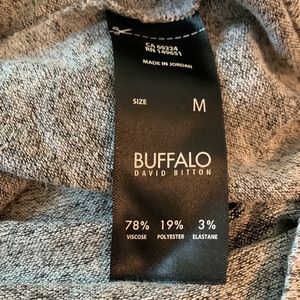 CA 60224
RN 149651
MADE IN JORDAN
SIZE M
BUFFALO
DAVID BITTON
78% 19% 3%
VISCOSE POLYESTER ELASTANE